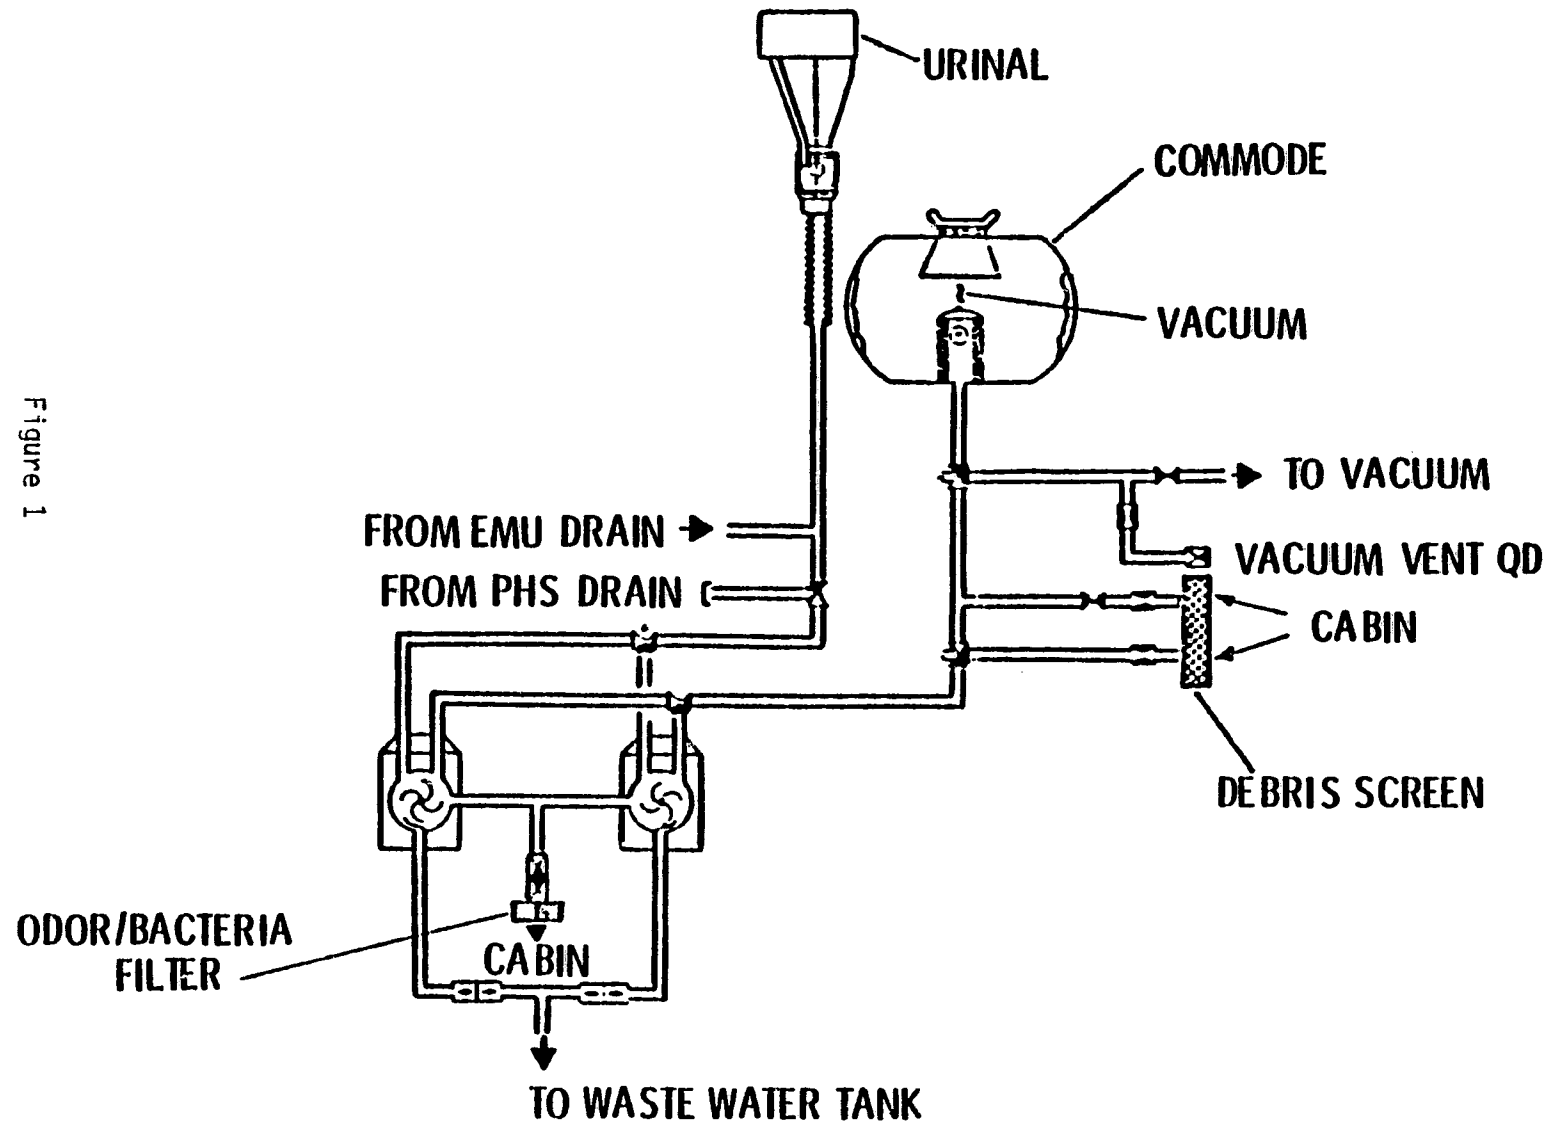 URINAL
COMMODE
VACUUM
Figure 1
TO VACUUM
FROM EMU DRAIN
VACUUM VENT QD
FROM PHS DRAIN
CABIN
DEBRIS SCREEN
ODOR/BACTERIA
FILTER
CABIN
TO WASTE WATER TANK